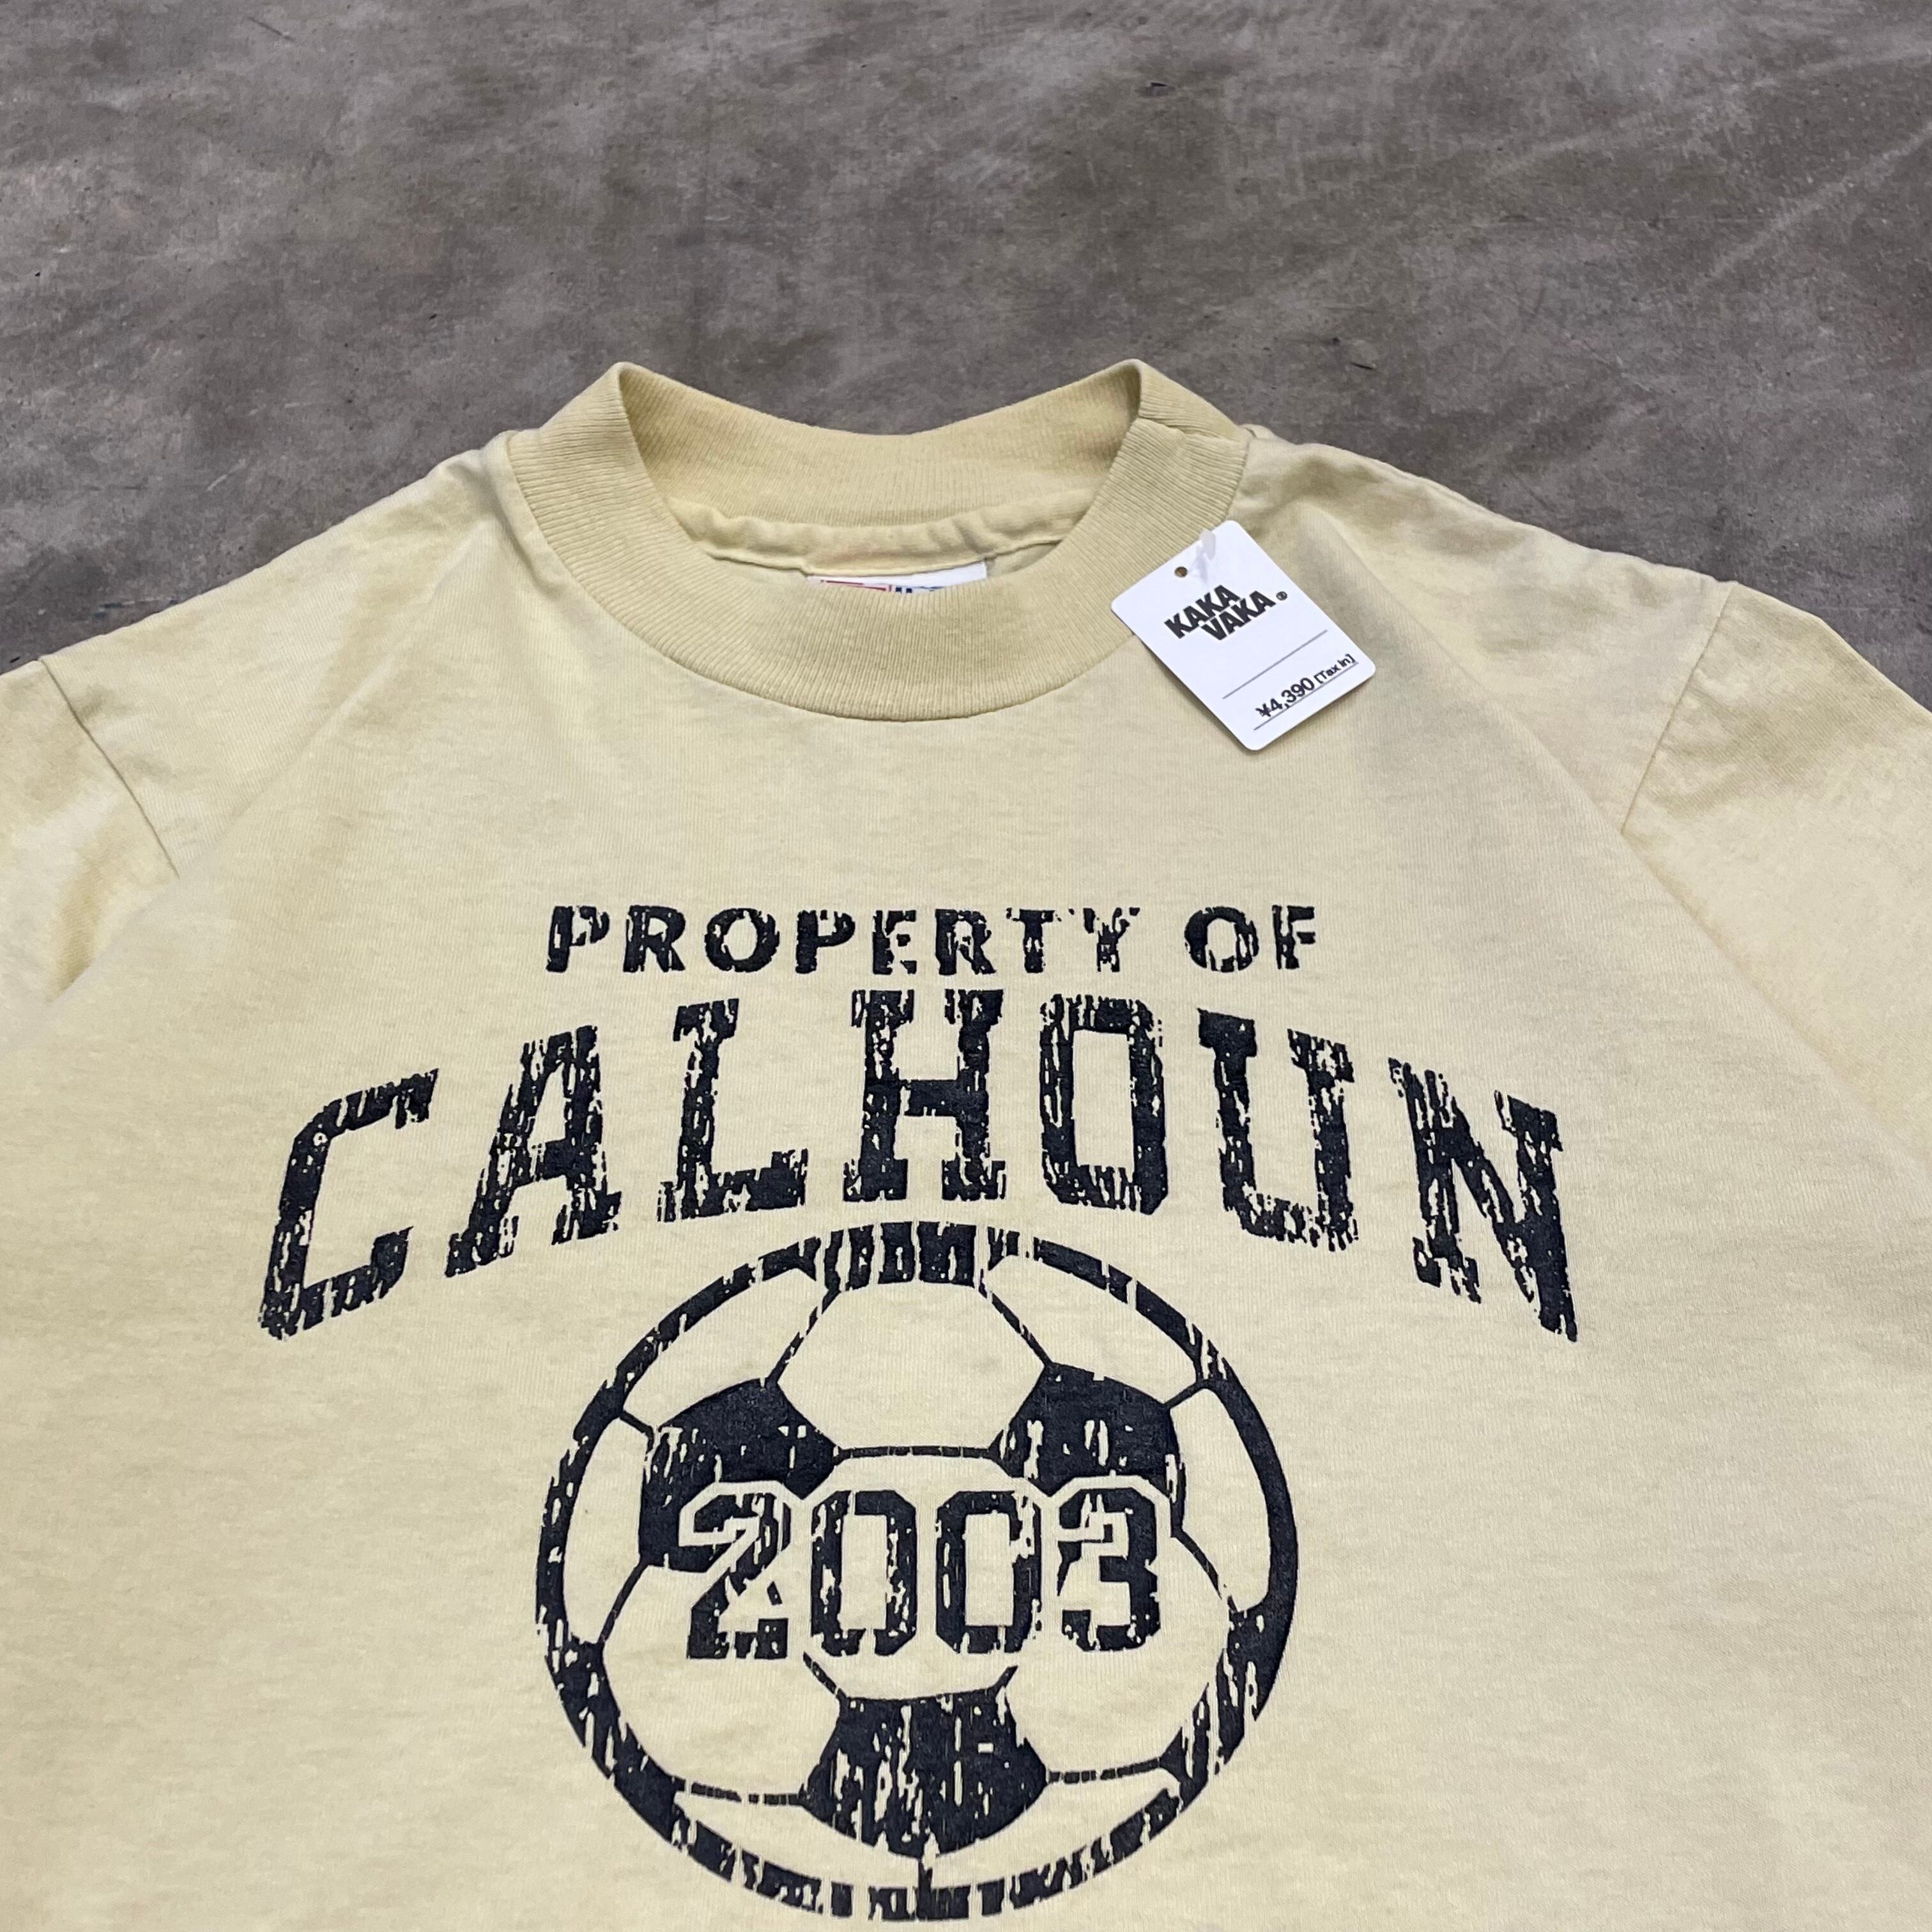 KAKA
VAKA®
¥4,390 [Tax in]
PROPERTY OF
CALHOUN
2003